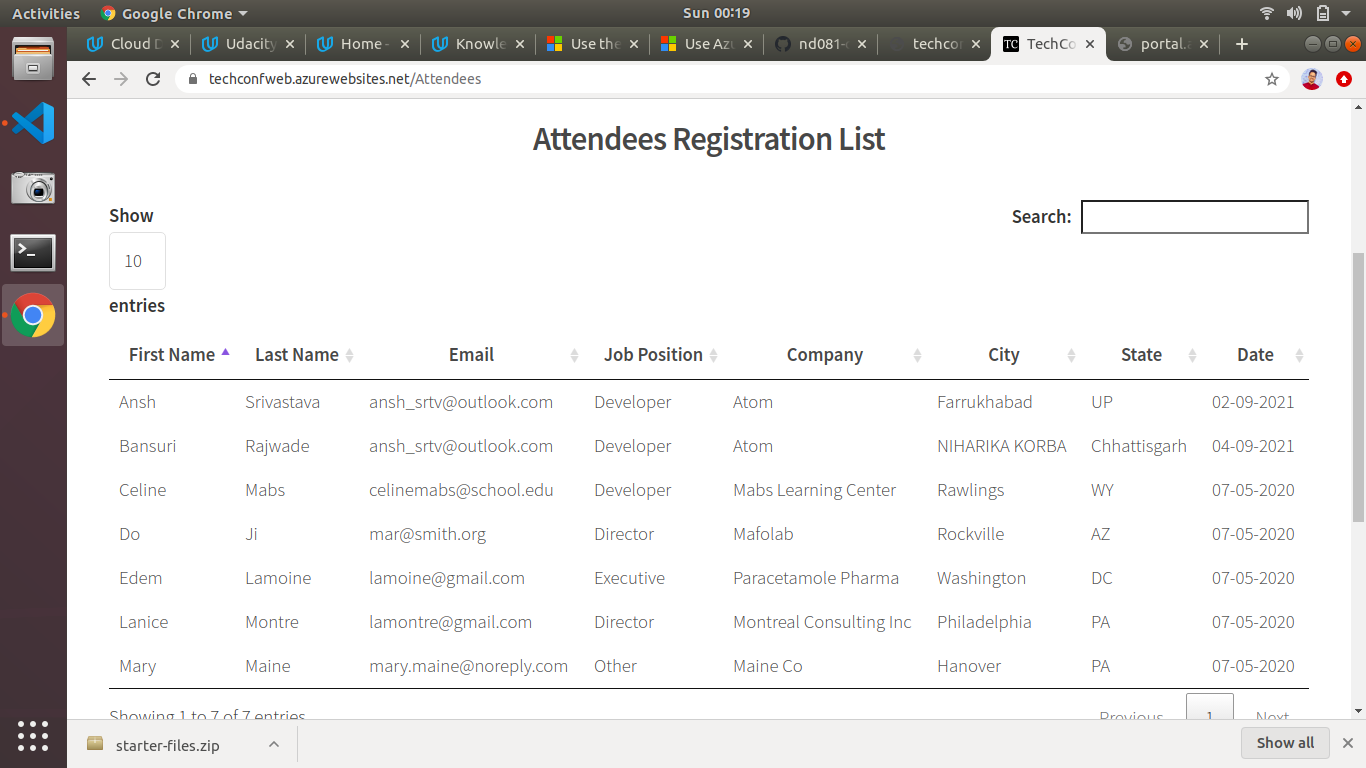 Activities Google Chrome Sun 00:19
Cloud D Udacity Home - Knowle Use the Use Azu nd081- techcon TechCo portal.a
techconfweb.azurewebsites.net/Attendees
Attendees Registration List
Show Search:
10
entries
First Name Last Name Email Job Position Company City State Date
Ansh Srivastava ansh_srtv@outlook.com Developer Atom Farrukhabad UP 02-09-2021
Bansuri Rajwade ansh_srtv@outlook.com Developer Atom NIHARIKA KORBA Chhattisgarh 04-09-2021
Celine Mabs celinemabs@school.edu Developer Mabs Learning Center Rawlings WY 07-05-2020
Do Ji mar@smith.org Director Mafolab Rockville AZ 07-05-2020
Edem Lamoine lamoine@gmail.com Executive Paracetamole Pharma Washington DC 07-05-2020
Lanice Montre lamontre@gmail.com Director Montreal Consulting Inc Philadelphia PA 07-05-2020
Mary Maine mary.maine@noreply.com Other Maine Co Hanover PA 07-05-2020
Showing 1 to 7 of 7 entries Previous 1 Next
starter-files.zip Show all